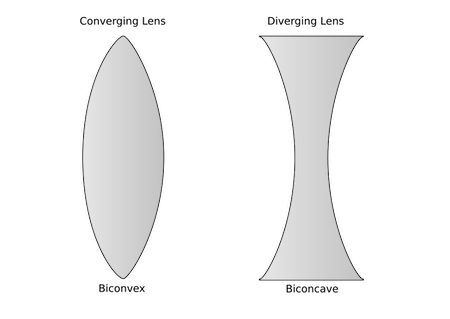 Converging Lens
Diverging Lens
Biconvex
Biconcave